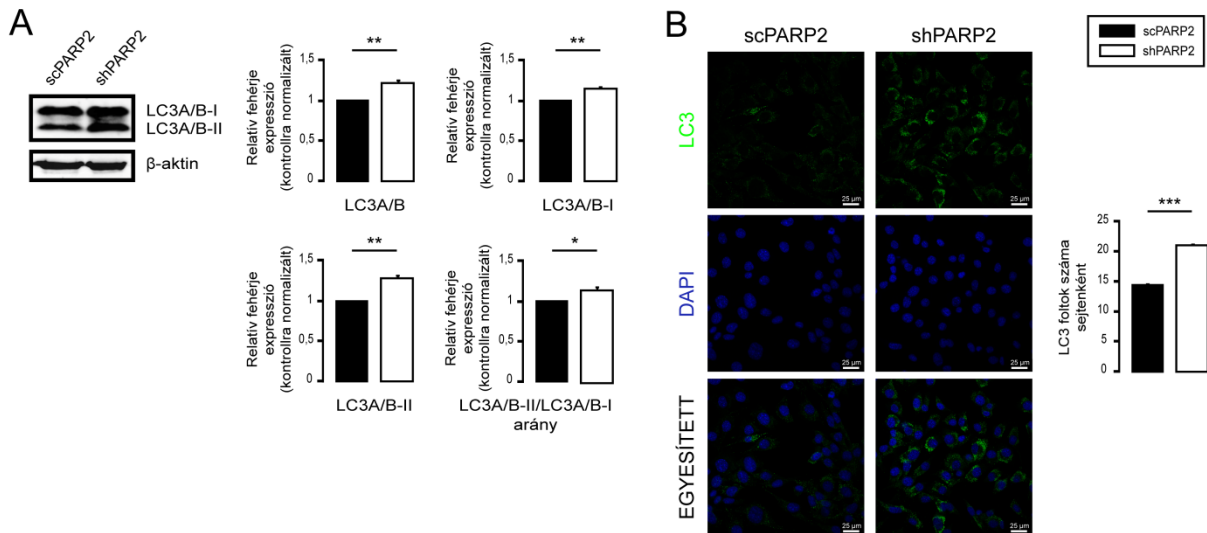 A
scPARP2
shPARP2
LC3A/B-I
LC3A/B-II
β-aktin
Relatív fehérje
expresszió
(kontrollra normalizált)
1,5
1
0,5
0
**
LC3A/B
Relatív fehérje
expresszió
(kontrollra normalizált)
1,5
1
0,5
0
**
LC3A/B-I
Relatív fehérje
expresszió
(kontrollra normalizált)
1,5
1
0,5
0
**
LC3A/B-II
Relatív fehérje
expresszió
(kontrollra normalizált)
1,5
1
0,5
0
*
LC3A/B-II/LC3A/B-I
arány
B
scPARP2
shPARP2
LC3
25 µm
25 µm
DAPI
25 µm
25 µm
EGYESÍTETT
25 µm
25 µm
scPARP2
shPARP2
LC3 foltok száma
sejtenként
25
20
15
10
5
0
***